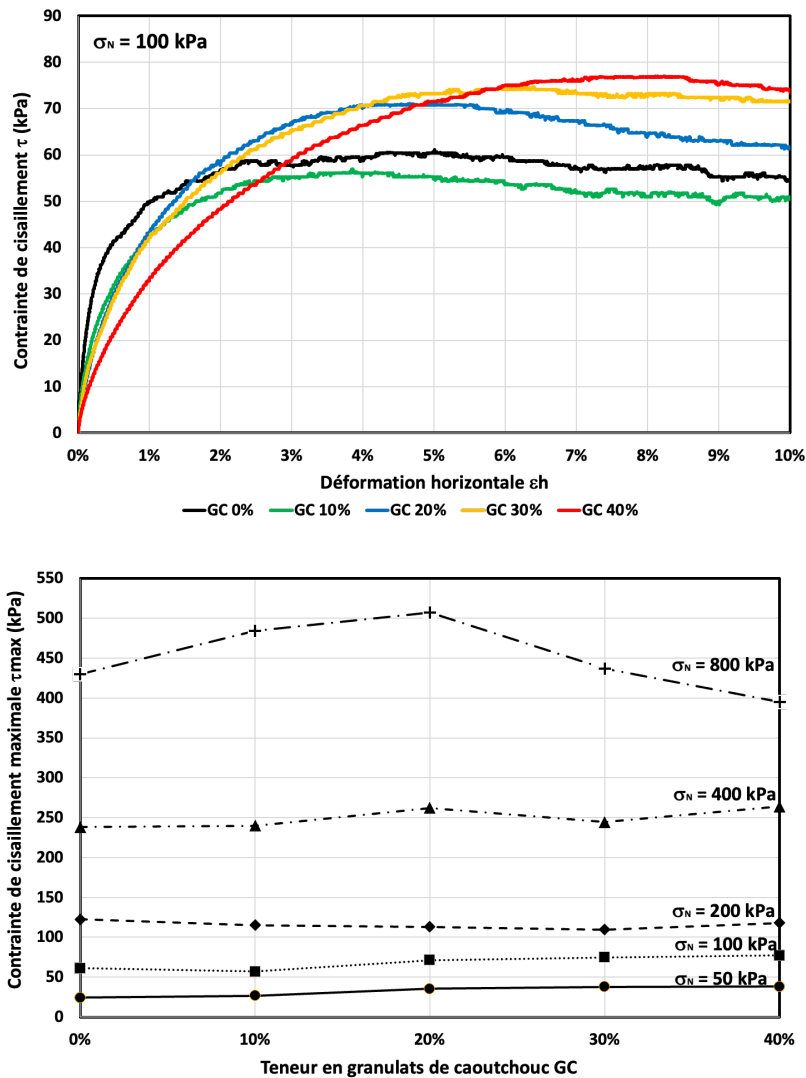 σN = 100 kPa
Contrainte de cisaillement τ (kPa)
90
80
70
60
50
40
30
20
10
0
0% 1% 2% 3% 4% 5% 6% 7% 8% 9% 10%
Déformation horizontale εh
GC 0% GC 10% GC 20% GC 30% GC 40%
Contrainte de cisaillement maximale τmax (kPa)
550
500
450
400
350
300
250
200
150
100
50
0
σN = 800 kPa
σN = 400 kPa
σN = 200 kPa
σN = 100 kPa
σN = 50 kPa
0% 10% 20% 30% 40%
Teneur en granulats de caoutchouc GC